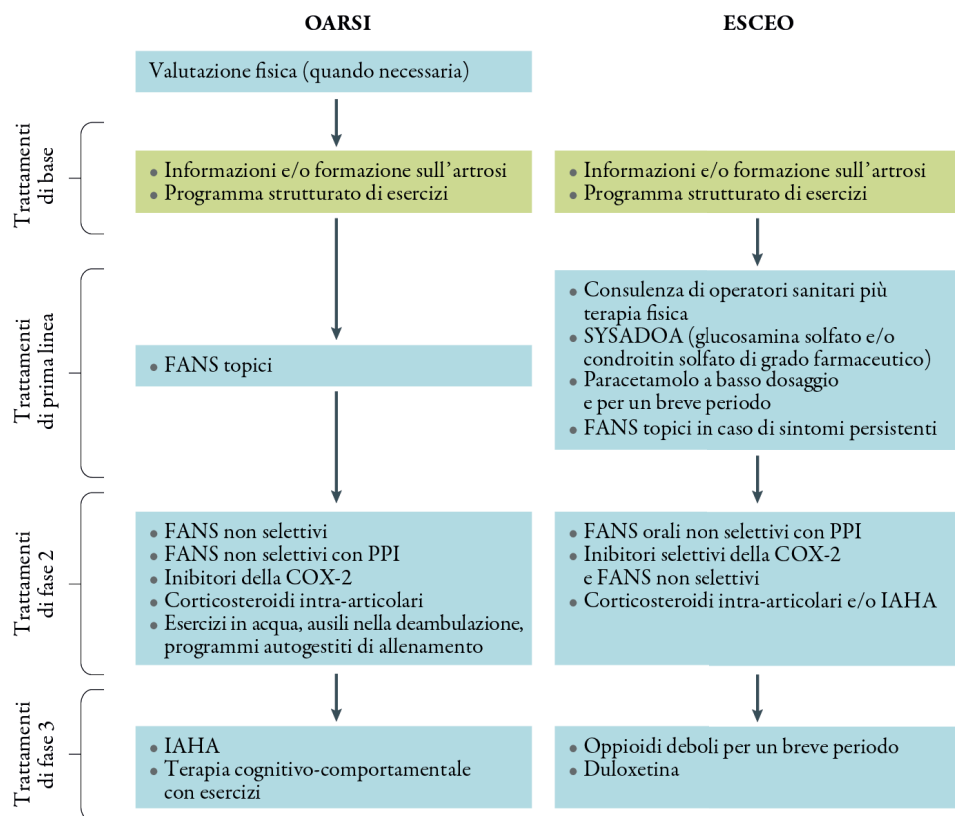 OARSI
ESCEO
Valutazione fisica (quando necessaria)
Trattamenti
di base
• Informazioni e/o formazione sull'artrosi
• Programma strutturato di esercizi
• Informazioni e/o formazione sull'artrosi
• Programma strutturato di esercizi
Trattamenti
di prima linea
• FANS topici
• Consulenza di operatori sanitari più
terapia fisica
• SYSADOA (glucosamina solfato e/o
condroitin solfato di grado farmaceutico)
• Paracetamolo a basso dosaggio
e per un breve periodo
• FANS topici in caso di sintomi persistenti
Trattamenti
di fase 2
• FANS non selettivi
• FANS non selettivi con PPI
• Inibitori della COX-2
• Corticosteroidi intra-articolari
• Esercizi in acqua, ausili nella deambulazione,
programmi autogestiti di allenamento
• FANS orali non selettivi con PPI
• Inibitori selettivi della COX-2
e FANS non selettivi
• Corticosteroidi intra-articolari e/o IAHA
Trattamenti
di fase 3
• IAHA
• Terapia cognitivo-comportamentale
con esercizi
• Oppioidi deboli per un breve periodo
• Duloxetina